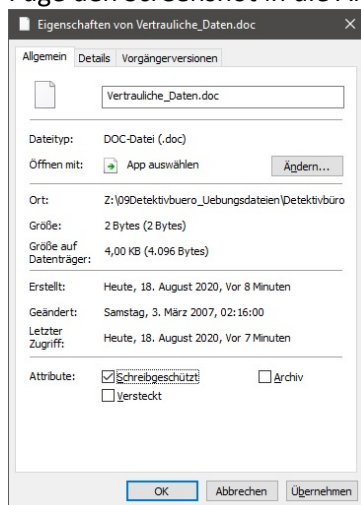 Eigenschaften von Vertrauliche_Daten.doc
Allgemein Details Vorgängerversionen
Vertrauliche_Daten.doc
Dateityp: DOC-Datei (.doc)
Öffnen mit: App auswählen Ändern...
Ort: Z:\09Detektivbuero_Uebungsdateien\Detektivbüro
Größe: 2 Bytes (2 Bytes)
Größe auf
Datenträger: 4,00 KB (4.096 Bytes)
Erstellt: Heute, 18. August 2020, Vor 8 Minuten
Geändert: Samstag, 3. März 2007, 02:16:00
Letzter
Zugriff: Heute, 18. August 2020, Vor 7 Minuten
Attribute: Schreibgeschützt Archiv
Versteckt
OK Abbrechen Übernehmen